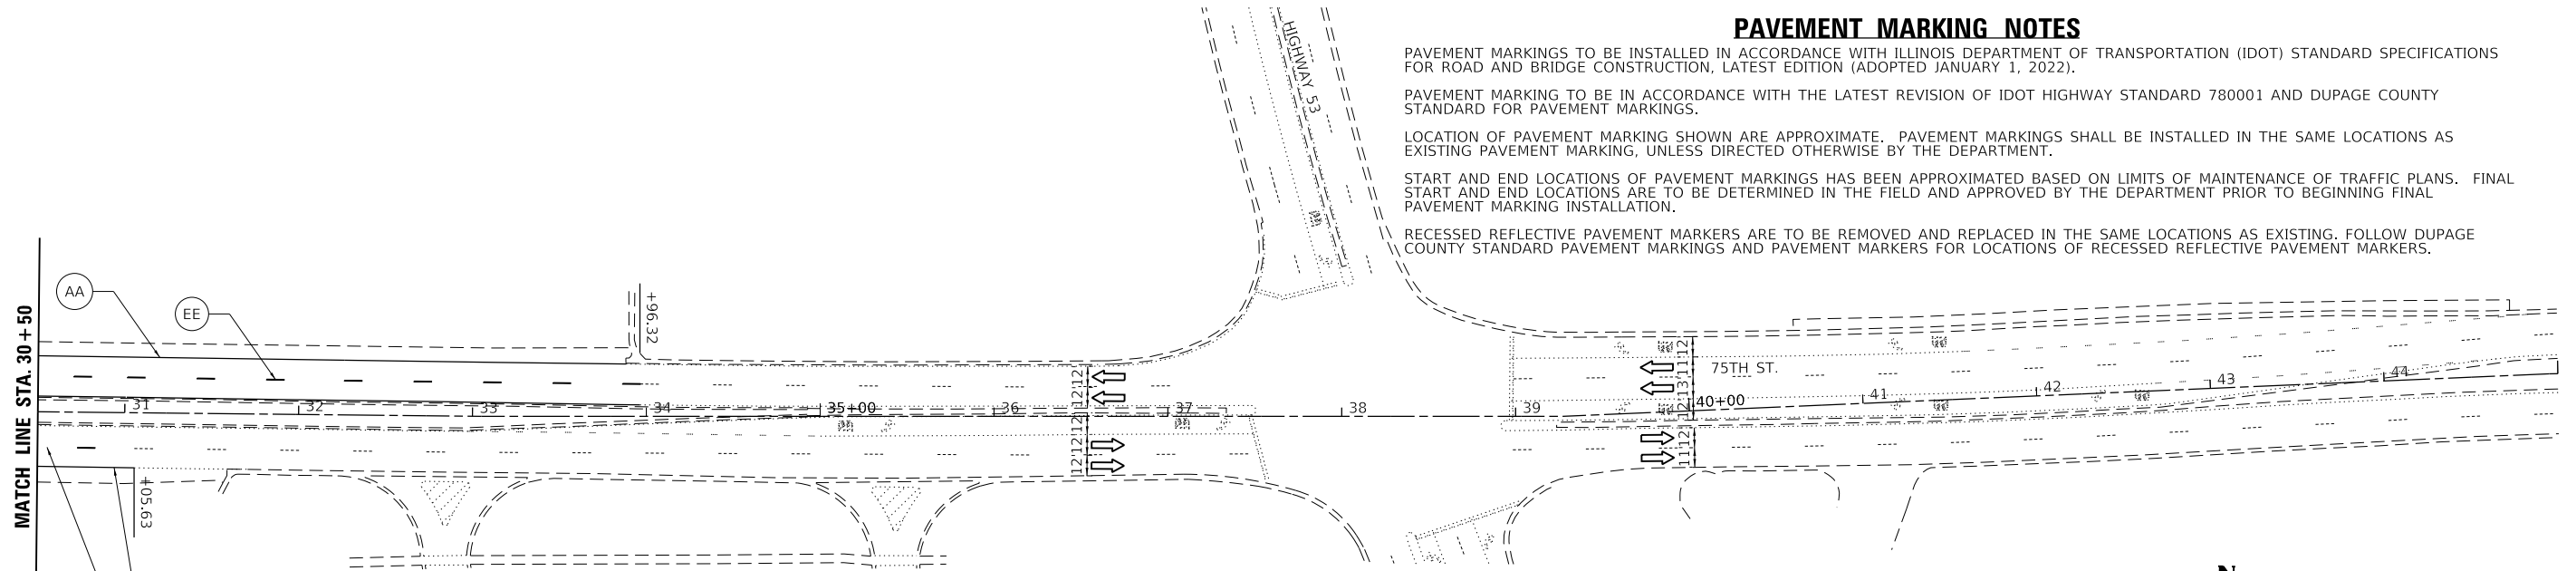 PAVEMENT MARKING NOTES
PAVEMENT MARKINGS TO BE INSTALLED IN ACCORDANCE WITH ILLINOIS DEPARTMENT OF TRANSPORTATION (IDOT) STANDARD SPECIFICATIONS
FOR ROAD AND BRIDGE CONSTRUCTION, LATEST EDITION (ADOPTED JANUARY 1, 2022).
PAVEMENT MARKING TO BE IN ACCORDANCE WITH THE LATEST REVISION OF IDOT HIGHWAY STANDARD 780001 AND DUPAGE COUNTY
STANDARD FOR PAVEMENT MARKINGS.
LOCATION OF PAVEMENT MARKING SHOWN ARE APPROXIMATE. PAVEMENT MARKINGS SHALL BE INSTALLED IN THE SAME LOCATIONS AS
EXISTING PAVEMENT MARKING, UNLESS DIRECTED OTHERWISE BY THE DEPARTMENT.
START AND END LOCATIONS OF PAVEMENT MARKINGS HAS BEEN APPROXIMATED BASED ON LIMITS OF MAINTENANCE OF TRAFFIC PLANS. FINAL
START AND END LOCATIONS ARE TO BE DETERMINED IN THE FIELD AND APPROVED BY THE DEPARTMENT PRIOR TO BEGINNING FINAL
PAVEMENT MARKING INSTALLATION.
RECESSED REFLECTIVE PAVEMENT MARKERS ARE TO BE REMOVED AND REPLACED IN THE SAME LOCATIONS AS EXISTING. FOLLOW DUPAGE
COUNTY STANDARD PAVEMENT MARKINGS AND PAVEMENT MARKERS FOR LOCATIONS OF RECESSED REFLECTIVE PAVEMENT MARKERS.
HIGHWAY 53
MATCH LINE STA. 30+50
AA
EE
+96.32
+05.63
31
32
33
34
35+00
36
37
38
39
40+00
41
42
43
44
75TH ST.
12
12
12
12
12
12
11
13
12
12
11
N